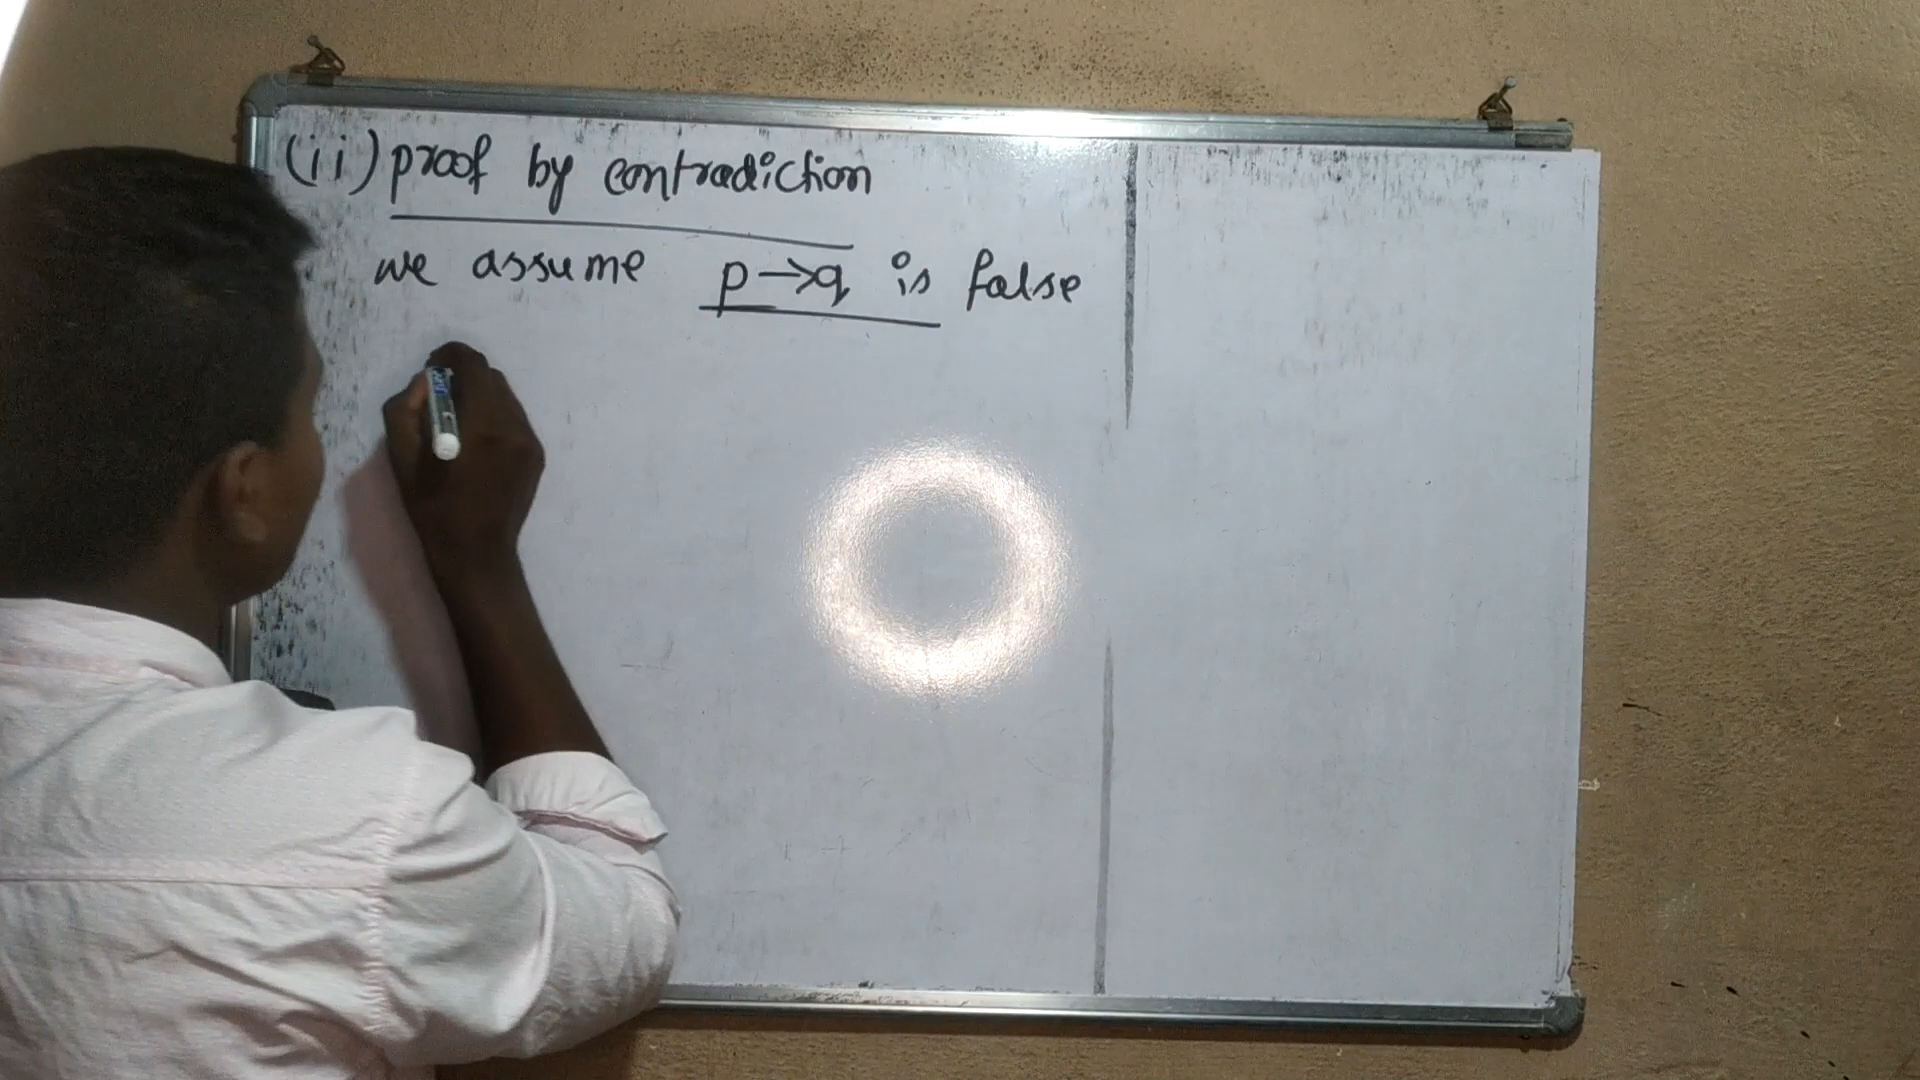 (ii) proof by contradiction
we assume p→q is false